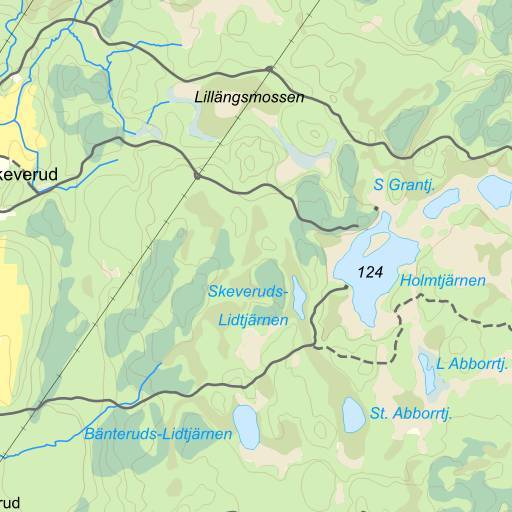 Lillängsmossen
keverud
S Grantj.
124
Holmtjärnen
Skeveruds-
Lidtjärnen
L Abborrtj.
St. Abborrtj.
Bänteruds-Lidtjärnen
rud